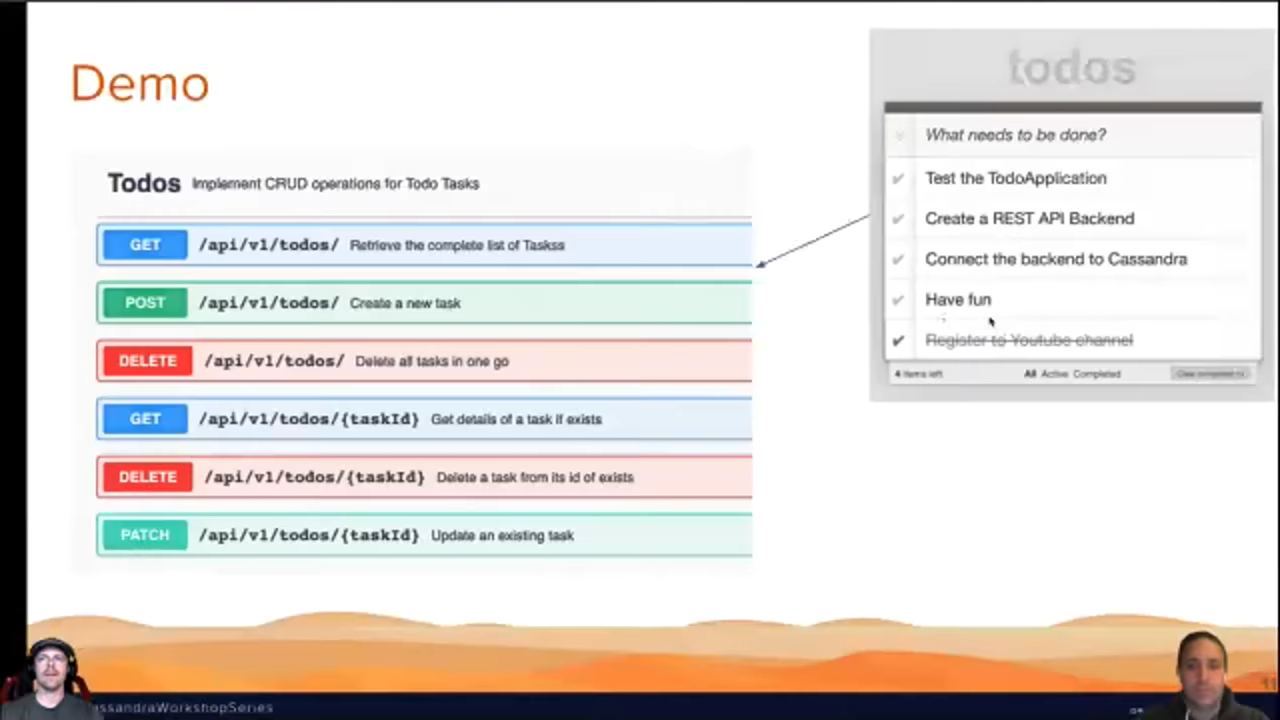 Demo
Todos Implement CRUD operations for Todo Tasks
GET /api/v1/todos/ Retrieve the complete list of Taskss
POST /api/v1/todos/ Create a new task
DELETE /api/v1/todos/ Delete all tasks in one go
GET /api/v1/todos/{taskId} Get details of a task if exists
DELETE /api/v1/todos/{taskId} Delete a task from its id of exists
PATCH /api/v1/todos/{taskId} Update an existing task
todos
What needs to be done?
Test the TodoApplication
Create a REST API Backend
Connect the backend to Cassandra
Have fun
Register to Youtube channel
4 items left All Active Completed
ssandraWorkshopSeries